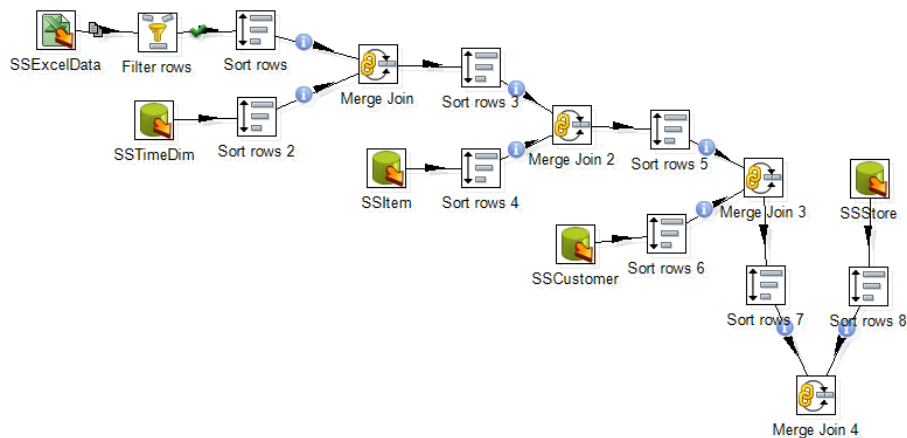 SSExcelData
Filter rows
Sort rows
Merge Join
Sort rows 3
SSTimeDim
Sort rows 2
Merge Join 2
Sort rows 5
SSItem
Sort rows 4
Merge Join 3
SSStore
SSCustomer
Sort rows 6
Sort rows 7
Sort rows 8
Merge Join 4